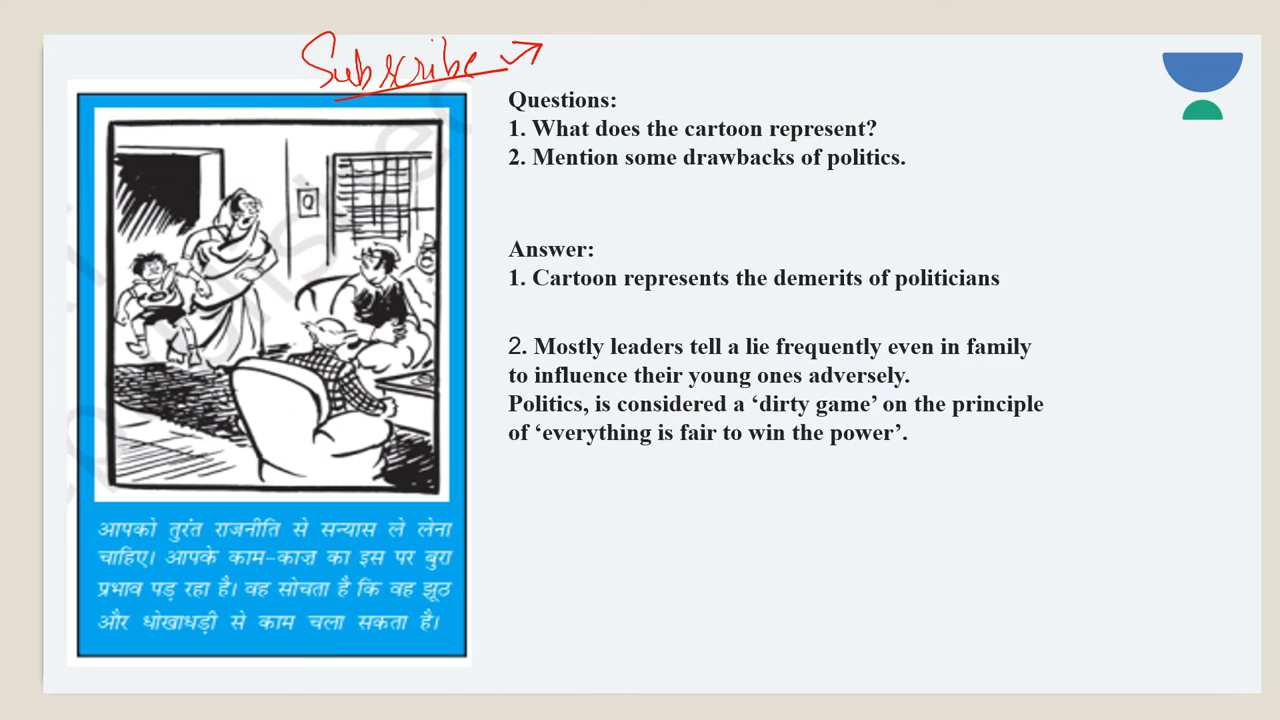 Subscribe
Questions:
1. What does the cartoon represent?
2. Mention some drawbacks of politics.
Answer:
1. Cartoon represents the demerits of politicians
2. Mostly leaders tell a lie frequently even in family
to influence their young ones adversely.
Politics, is considered a ‘dirty game’ on the principle
of ‘everything is fair to win the power’.
आपको तुरंत राजनीति से सन्यास ले लेना
चाहिए। आपके काम-काज़ का इस पर बुरा
प्रभाव पड़ रहा है। वह सोचता है कि वह झूठ
और धोखाधड़ी से काम चला सकता है।